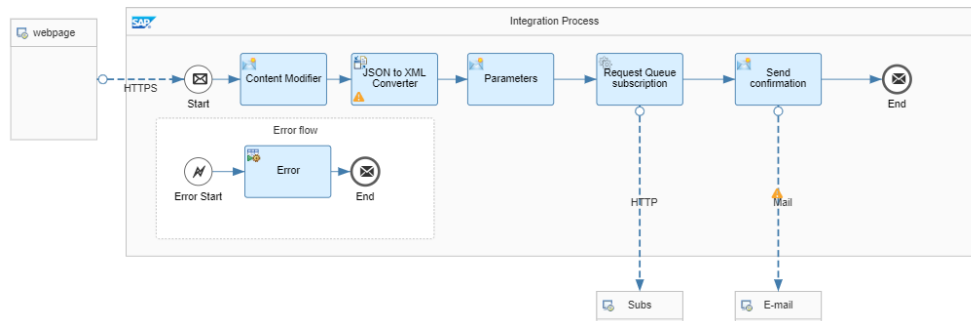 SAP
Integration Process
webpage
HTTPS
Start
Content Modifier
JSON to XML
Converter
Parameters
Request Queue
subscription
Send
confirmation
End
Error flow
Error Start
Error
End
HTTP
Mail
Subs
E-mail